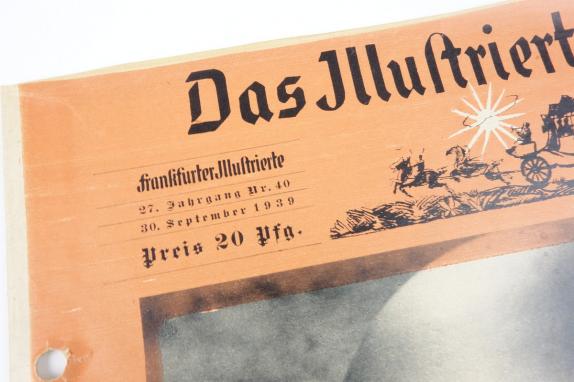 Das Illustriert
Frankfurter Illustrierte
27. Jahrgang Nr. 40
30. September 1939
Preis 20 Pfg.